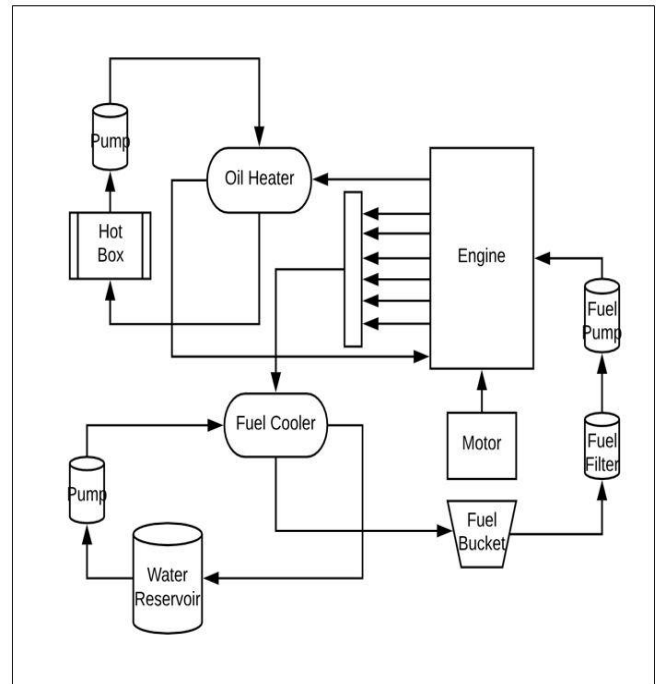 Pump
Oil Heater
Hot
Box
Engine
Fuel
Pump
Fuel Cooler
Motor
Fuel
Filter
Pump
Fuel
Bucket
Water
Reservoir